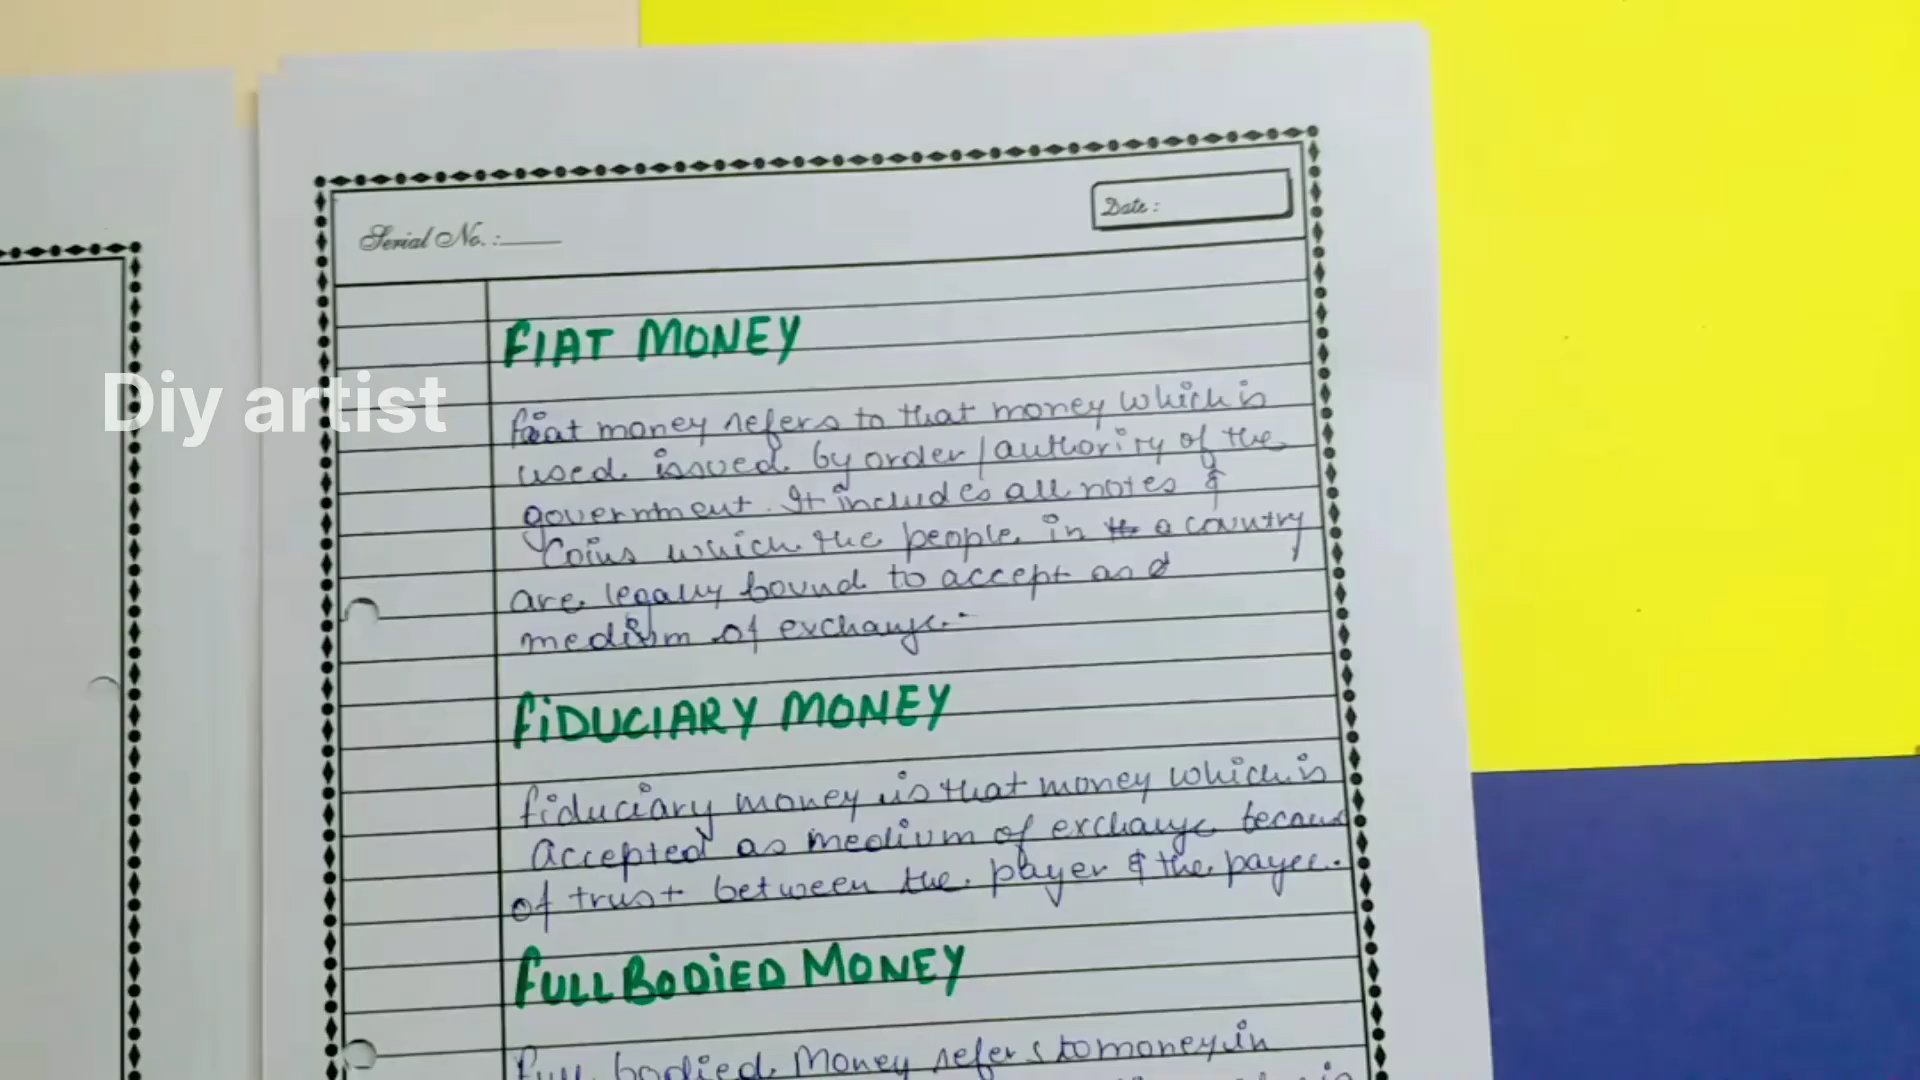 Serial No. :
Date :
FIAT MONEY
Diy artist
fiat money refers to that money which is
used issued by order/authority of the
government. It includes all notes &
Coins which the people in a country
are legally bound to accept as a
medium of exchange.
FIDUCIARY MONEY
fiduciary money is that money which is
accepted as medium of exchange because
of trust between the payer & the payee.
FULL BODIED MONEY
Full bodied Money refers to money in
is